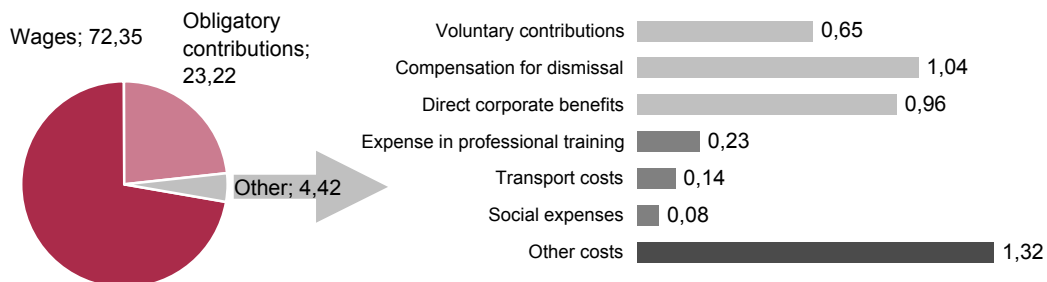 Wages; 72,35
Obligatory
contributions;
23,22
Other; 4,42
Voluntary contributions 0,65
Compensation for dismissal 1,04
Direct corporate benefits 0,96
Expense in professional training 0,23
Transport costs 0,14
Social expenses 0,08
Other costs 1,32